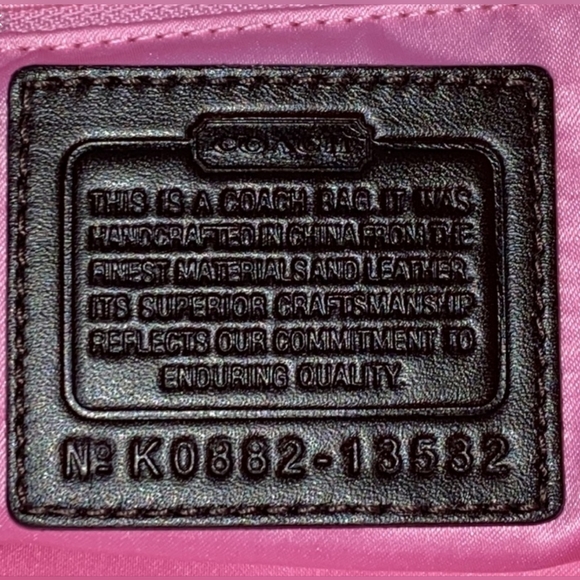 COACH
THIS IS A COACH BAG. IT WAS
HANDCRAFTED IN CHINA FROM THE
FINEST MATERIALS AND LEATHER.
ITS SUPERIOR CRAFTSMANSHIP
REFLECTS OUR COMMITMENT TO
ENDURING QUALITY.
Nº K0882-13532